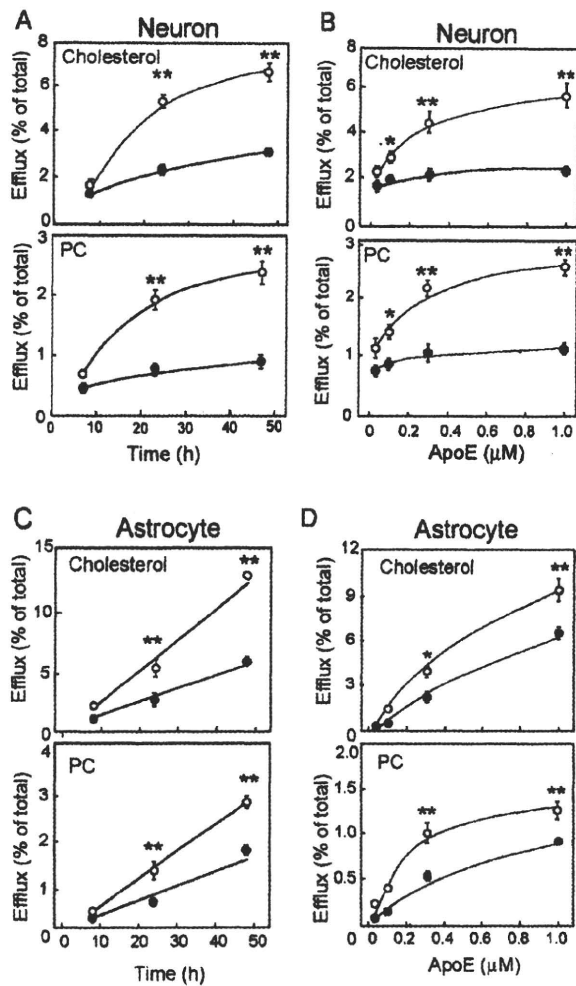 A
Neuron
Cholesterol
8
6
4
2
0
Efflux (% of total)
**
**
PC
3
2
1
0
Efflux (% of total)
**
**
0 10 20 30 40 50
Time (h)
B
Neuron
Cholesterol
8
6
4
2
0
Efflux (% of total)
*
**
**
PC
3
2
1
0
Efflux (% of total)
*
**
**
0 0.2 0.4 0.6 0.8 1.0
ApoE (μM)
C
Astrocyte
Cholesterol
15
10
5
0
Efflux (% of total)
**
**
PC
4
3
2
1
0
Efflux (% of total)
**
**
0 10 20 30 40 50
Time (h)
D
Astrocyte
Cholesterol
12
9
6
3
0
Efflux (% of total)
*
**
PC
2.0
1.5
1.0
0.5
Efflux (% of total)
**
**
0 0.2 0.4 0.6 0.8 1.0
ApoE (μM)